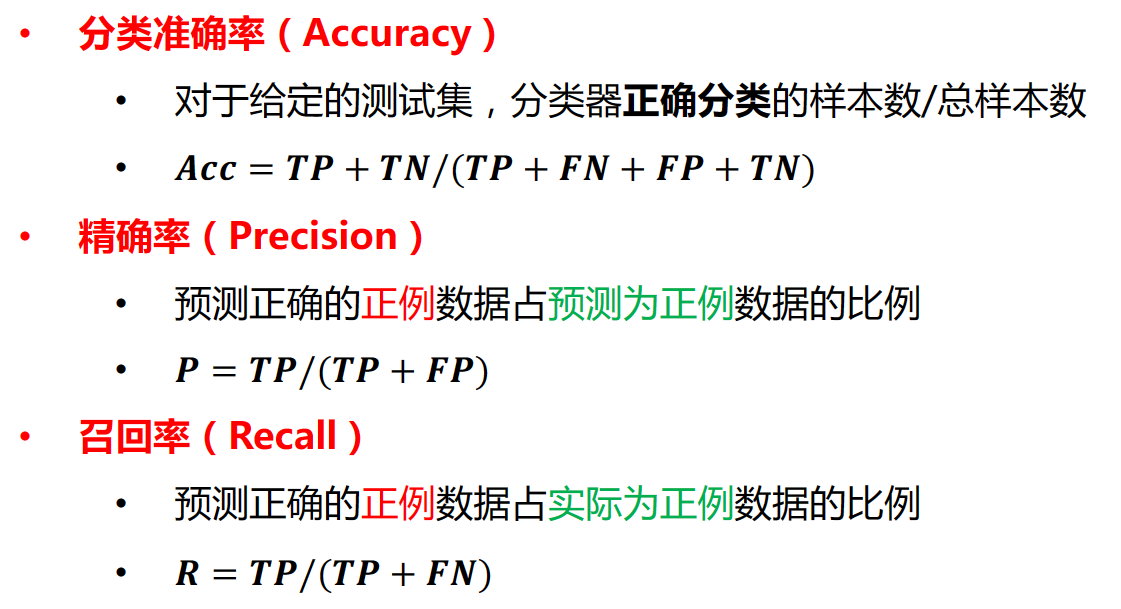 • 分类准确率（Accuracy）
• 对于给定的测试集，分类器正确分类的样本数/总样本数
• Acc = TP + TN/(TP + FN + FP + TN)
• 精确率（Precision）
• 预测正确的正例数据占预测为正例数据的比例
• P = TP/(TP + FP)
• 召回率（Recall）
• 预测正确的正例数据占实际为正例数据的比例
• R = TP/(TP + FN)